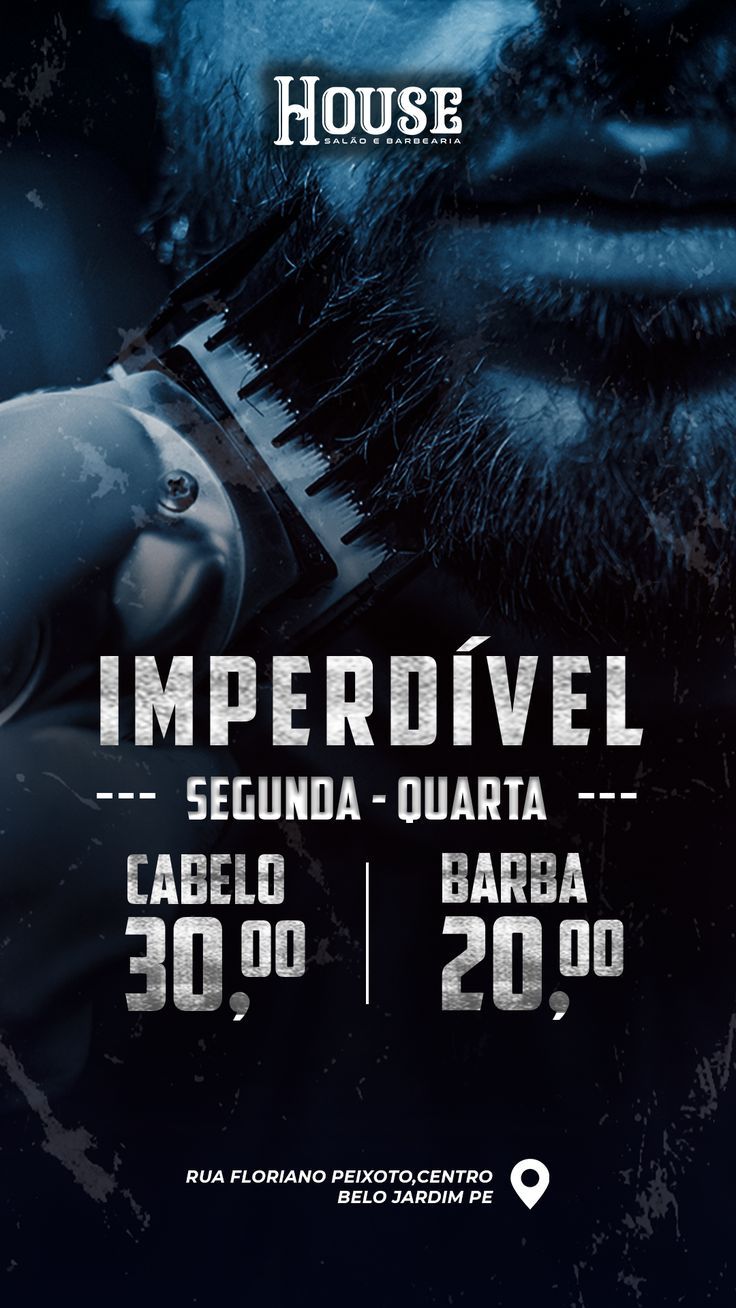 HOUSE
SALÃO E BARBEARIA
IMPERDÍVEL
--- SEGUNDA - QUARTA ---
CABELO
30,00
BARBA
20,00
RUA FLORIANO PEIXOTO,CENTRO
BELO JARDIM PE